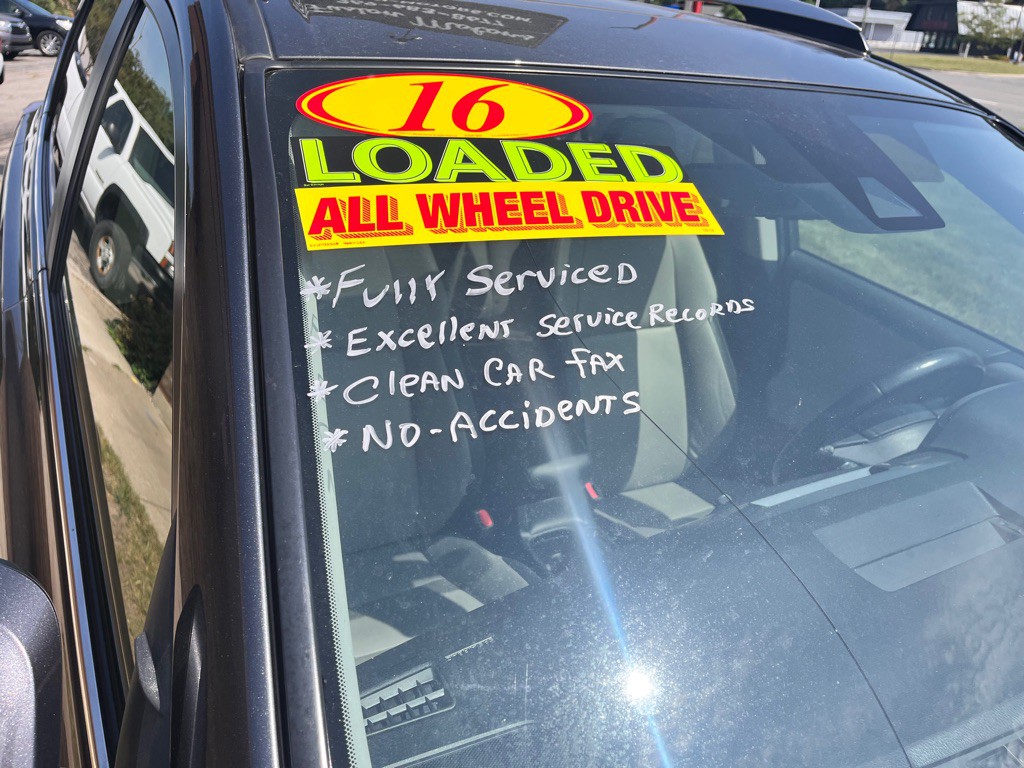 16
LOADED
ALL WHEEL DRIVE
*Fully Serviced
* Excellent Service Records
* Clean CAR fax
* No-Accidents